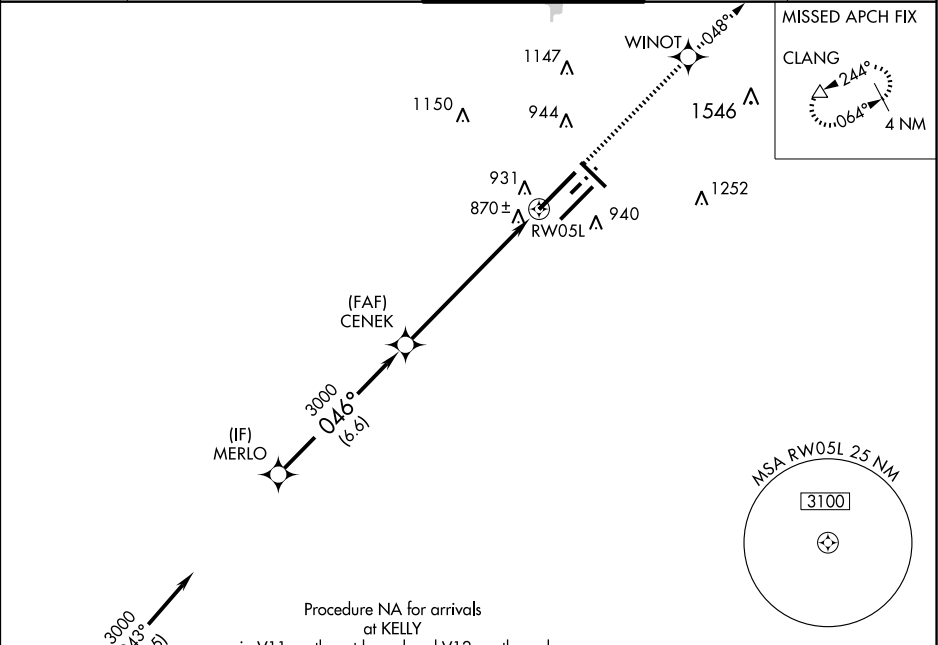 MISSED APCH FIX
CLANG
244°
064°
4 NM
048°
WINOT
1147
1150
944
1546
931
870±
RW05L
940
1252
(FAF)
CENEK
3000
046°
(6.6)
(IF)
MERLO
MSA RW05L 25 NM
3100
3000
Procedure NA for arrivals
at KELLY